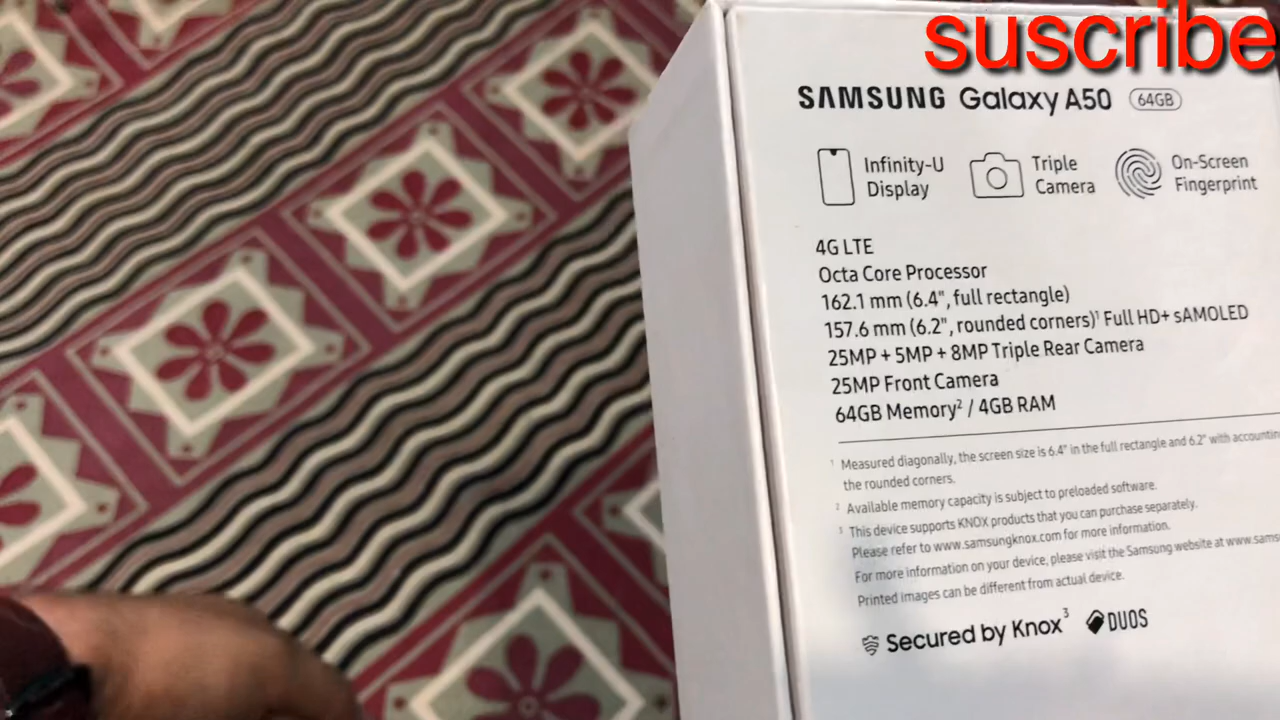 suscribe
SAMSUNG Galaxy A50 64GB
Infinity-U
Display
Triple
Camera
On-Screen
Fingerprint
4G LTE
Octa Core Processor
162.1 mm (6.4", full rectangle)
157.6 mm (6.2", rounded corners)¹ Full HD+ sAMOLED
25MP + 5MP + 8MP Triple Rear Camera
25MP Front Camera
64GB Memory² / 4GB RAM
¹ Measured diagonally, the screen size is 6.4" in the full rectangle and 6.2" with accounting
the rounded corners.
² Available memory capacity is subject to preloaded software.
³ This device supports KNOX products that you can purchase separately.
Please refer to www.samsungknox.com for more information.
For more information on your device, please visit the Samsung website at www.sams
Printed images can be different from actual device.
Secured by Knox³ DUOS